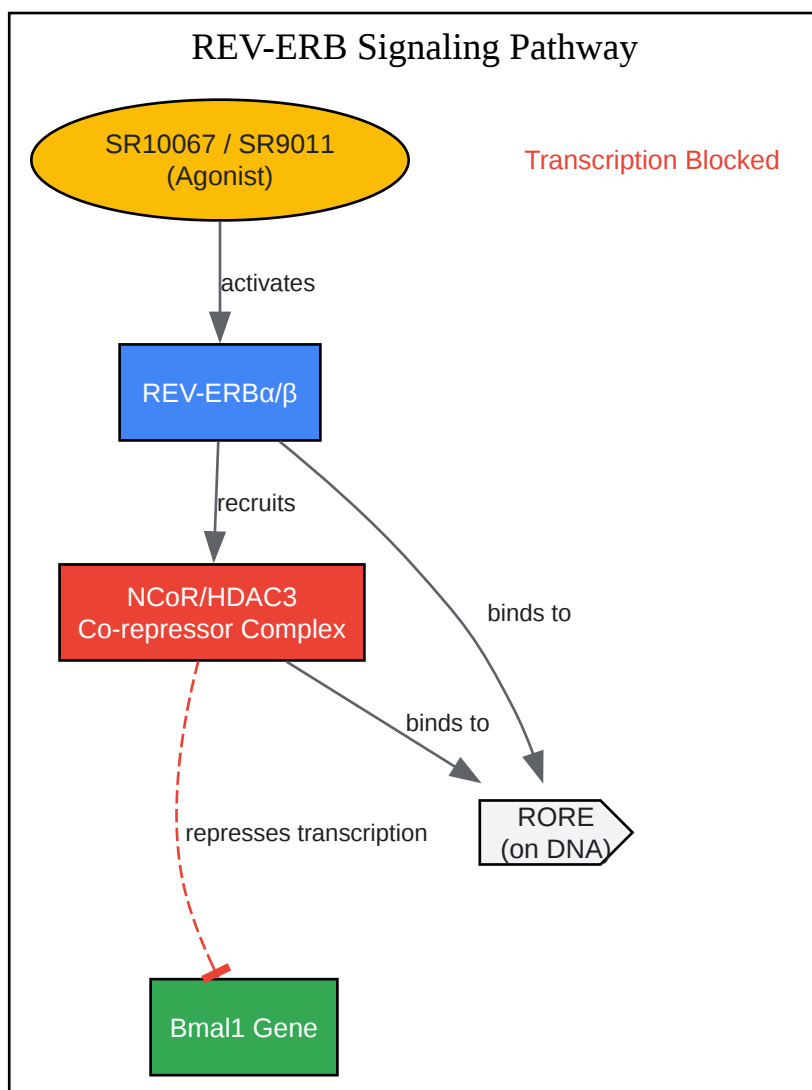 REV-ERB Signaling Pathway
SR10067 / SR9011
(Agonist)
Transcription Blocked
activates
REV-ERBα/β
recruits
NCoR/HDAC3
Co-repressor Complex
binds to
binds to
RORE
(on DNA)
represses transcription
Bmal1 Gene